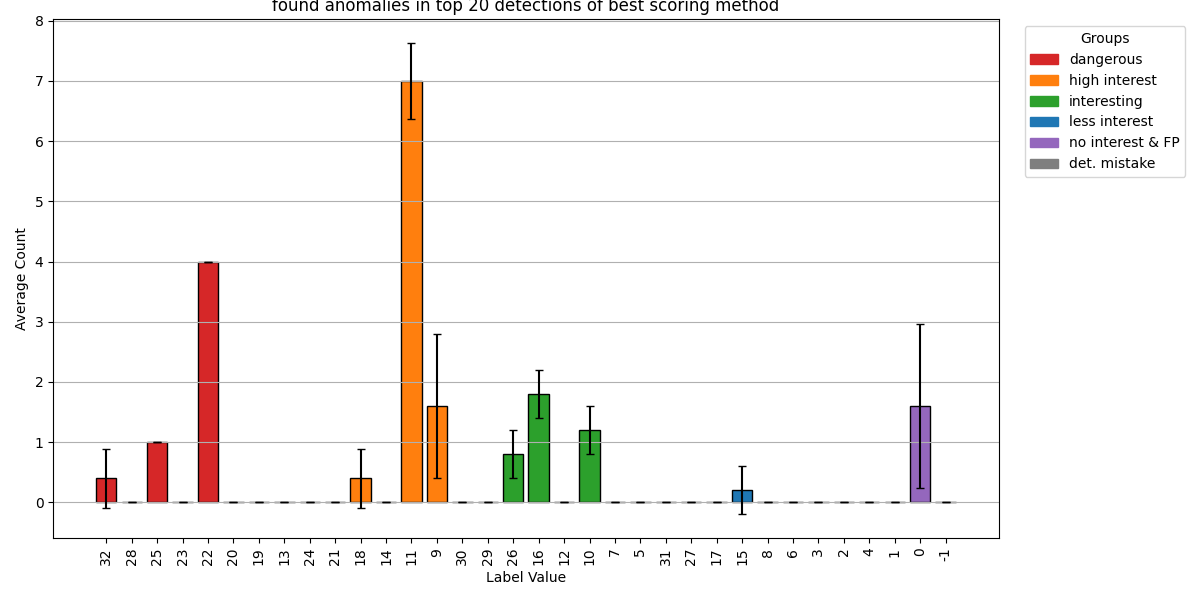 found anomalies in top 20 detections of best scoring method
Groups
dangerous
high interest
interesting
less interest
no interest & FP
det. mistake
Average Count
8
7
6
5
4
3
2
1
0
32 28 25 23 22 20 19 13 24 21 18 14 11 9 30 29 26 16 12 10 7 5 31 27 17 15 8 6 3 2 4 1 0 -1
Label Value